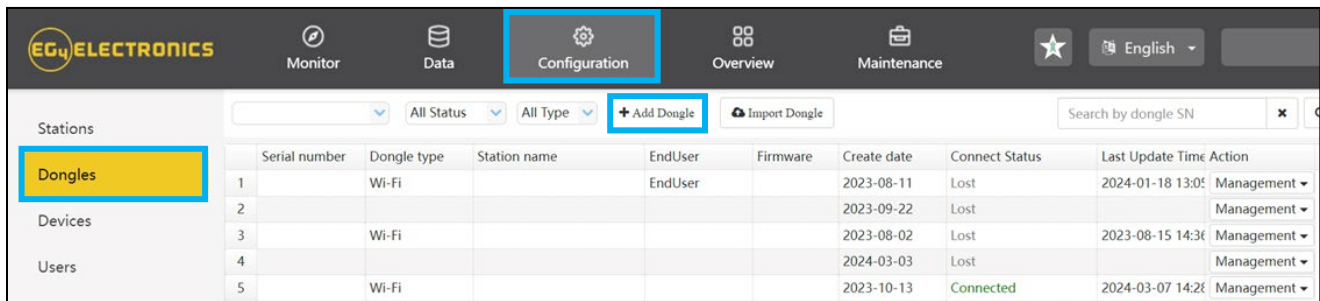 EG4 ELECTRONICS
Monitor Data Configuration Overview Maintenance English
Stations
Dongles
Devices
Users
All Status All Type + Add Dongle Import Dongle Search by dongle SN ×
Serial number Dongle type Station name EndUser Firmware Create date Connect Status Last Update Time Action
1 Wi-Fi EndUser 2023-08-11 Lost 2024-01-18 13:05 Management
2 2023-09-22 Lost Management
3 Wi-Fi 2023-08-02 Lost 2023-08-15 14:36 Management
4 2024-03-03 Lost Management
5 Wi-Fi 2023-10-13 Connected 2024-03-07 14:28 Management